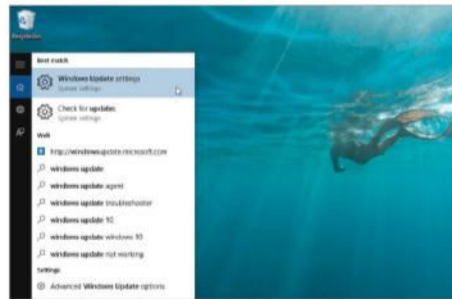 Recycle Bin
Best match
Windows Update settings
System settings
Check for updates
System settings
Web
http://windowsupdate.microsoft.com
windows update
windows update agent
windows update troubleshooter
windows update 10
windows update windows 10
windows update not working
Settings
Advanced Windows Update options